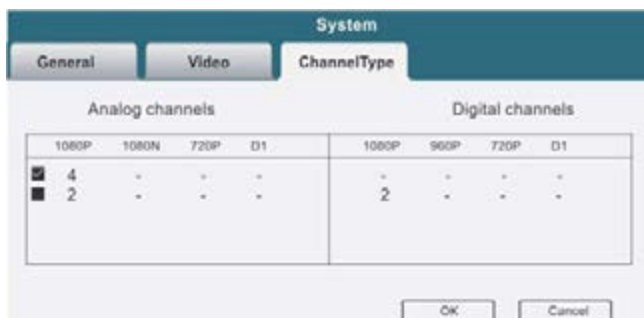 System
General Video ChannelType
Analog channels Digital channels
1080P 1080N 720P D1 1080P 960P 720P D1
4 - - - - - - -
2 - - - 2 - - -
OK Cancel